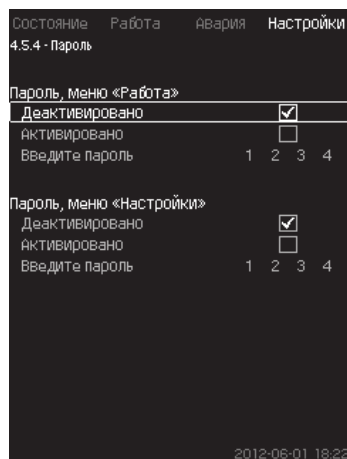 Состояние Работа Авария Настройки
4.5.4 - Пароль
Пароль, меню «Работа»
Деактивировано
Активировано
Введите пароль 1 2 3 4
Пароль, меню «Настройки»
Деактивировано
Активировано
Введите пароль 1 2 3 4
2012-06-01 18:22